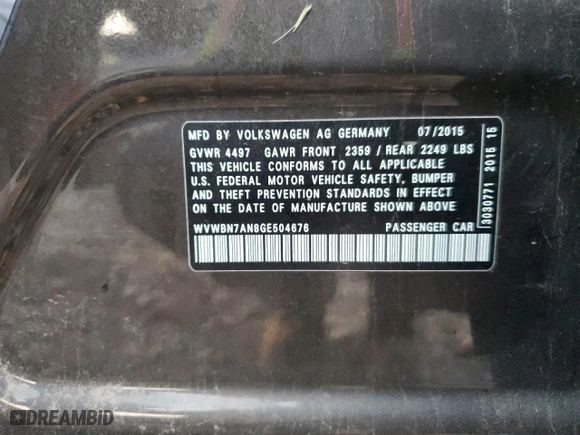 MFD BY VOLKSWAGEN AG GERMANY 07/2015
GVWR 4497 GAWR FRONT 2359 / REAR 2249 LBS
THIS VEHICLE CONFORMS TO ALL APPLICABLE
U.S. FEDERAL MOTOR VEHICLE SAFETY, BUMPER
AND THEFT PREVENTION STANDARDS IN EFFECT
ON THE DATE OF MANUFACTURE SHOWN ABOVE
WVWBN7AN8GE504676 PASSENGER CAR
3030771 2015 15
DREAMBID